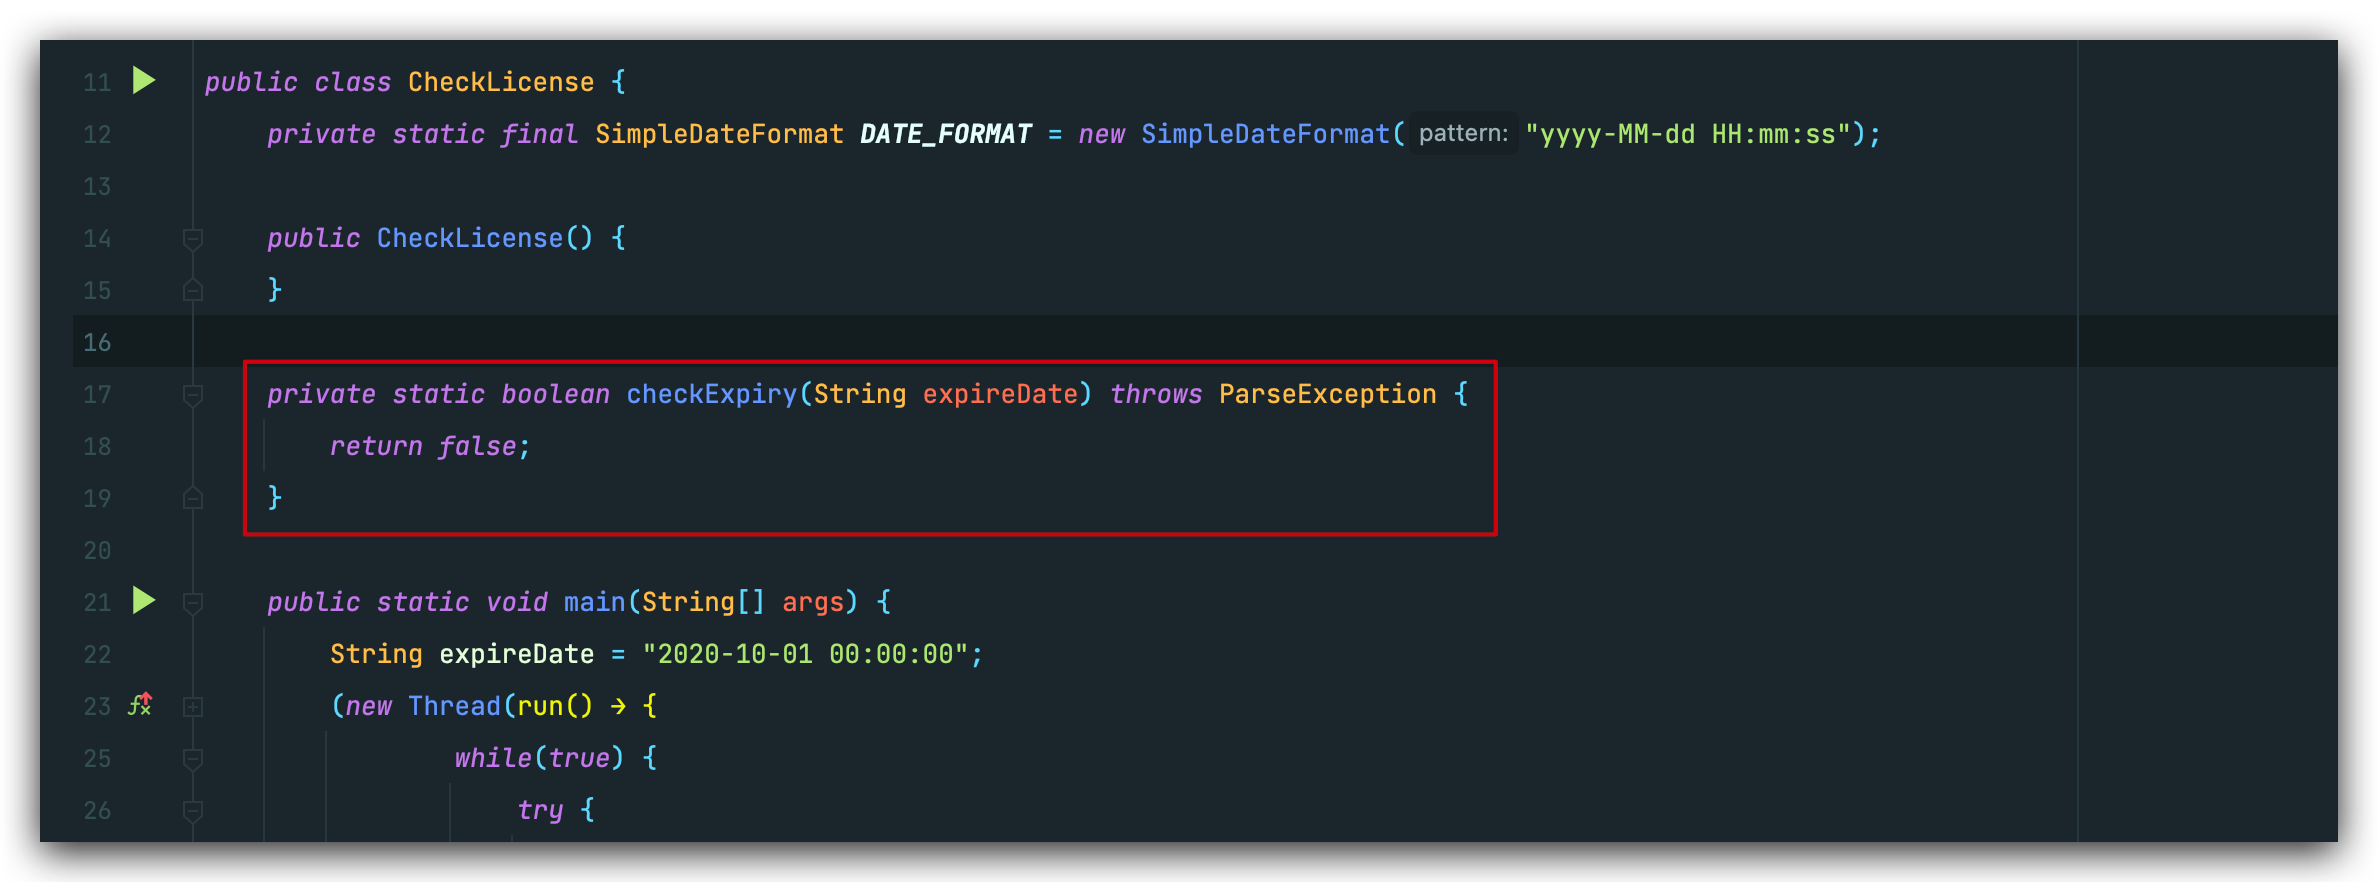 11 public class CheckLicense {
12 private static final SimpleDateFormat DATE_FORMAT = new SimpleDateFormat( pattern: "yyyy-MM-dd HH:mm:ss");
13
14 public CheckLicense() {
15 }
16
17 private static boolean checkExpiry(String expireDate) throws ParseException {
18 return false;
19 }
20
21 public static void main(String[] args) {
22 String expireDate = "2020-10-01 00:00:00";
23 (new Thread(run() → {
25 while(true) {
26 try {